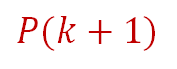 P(k + 1)